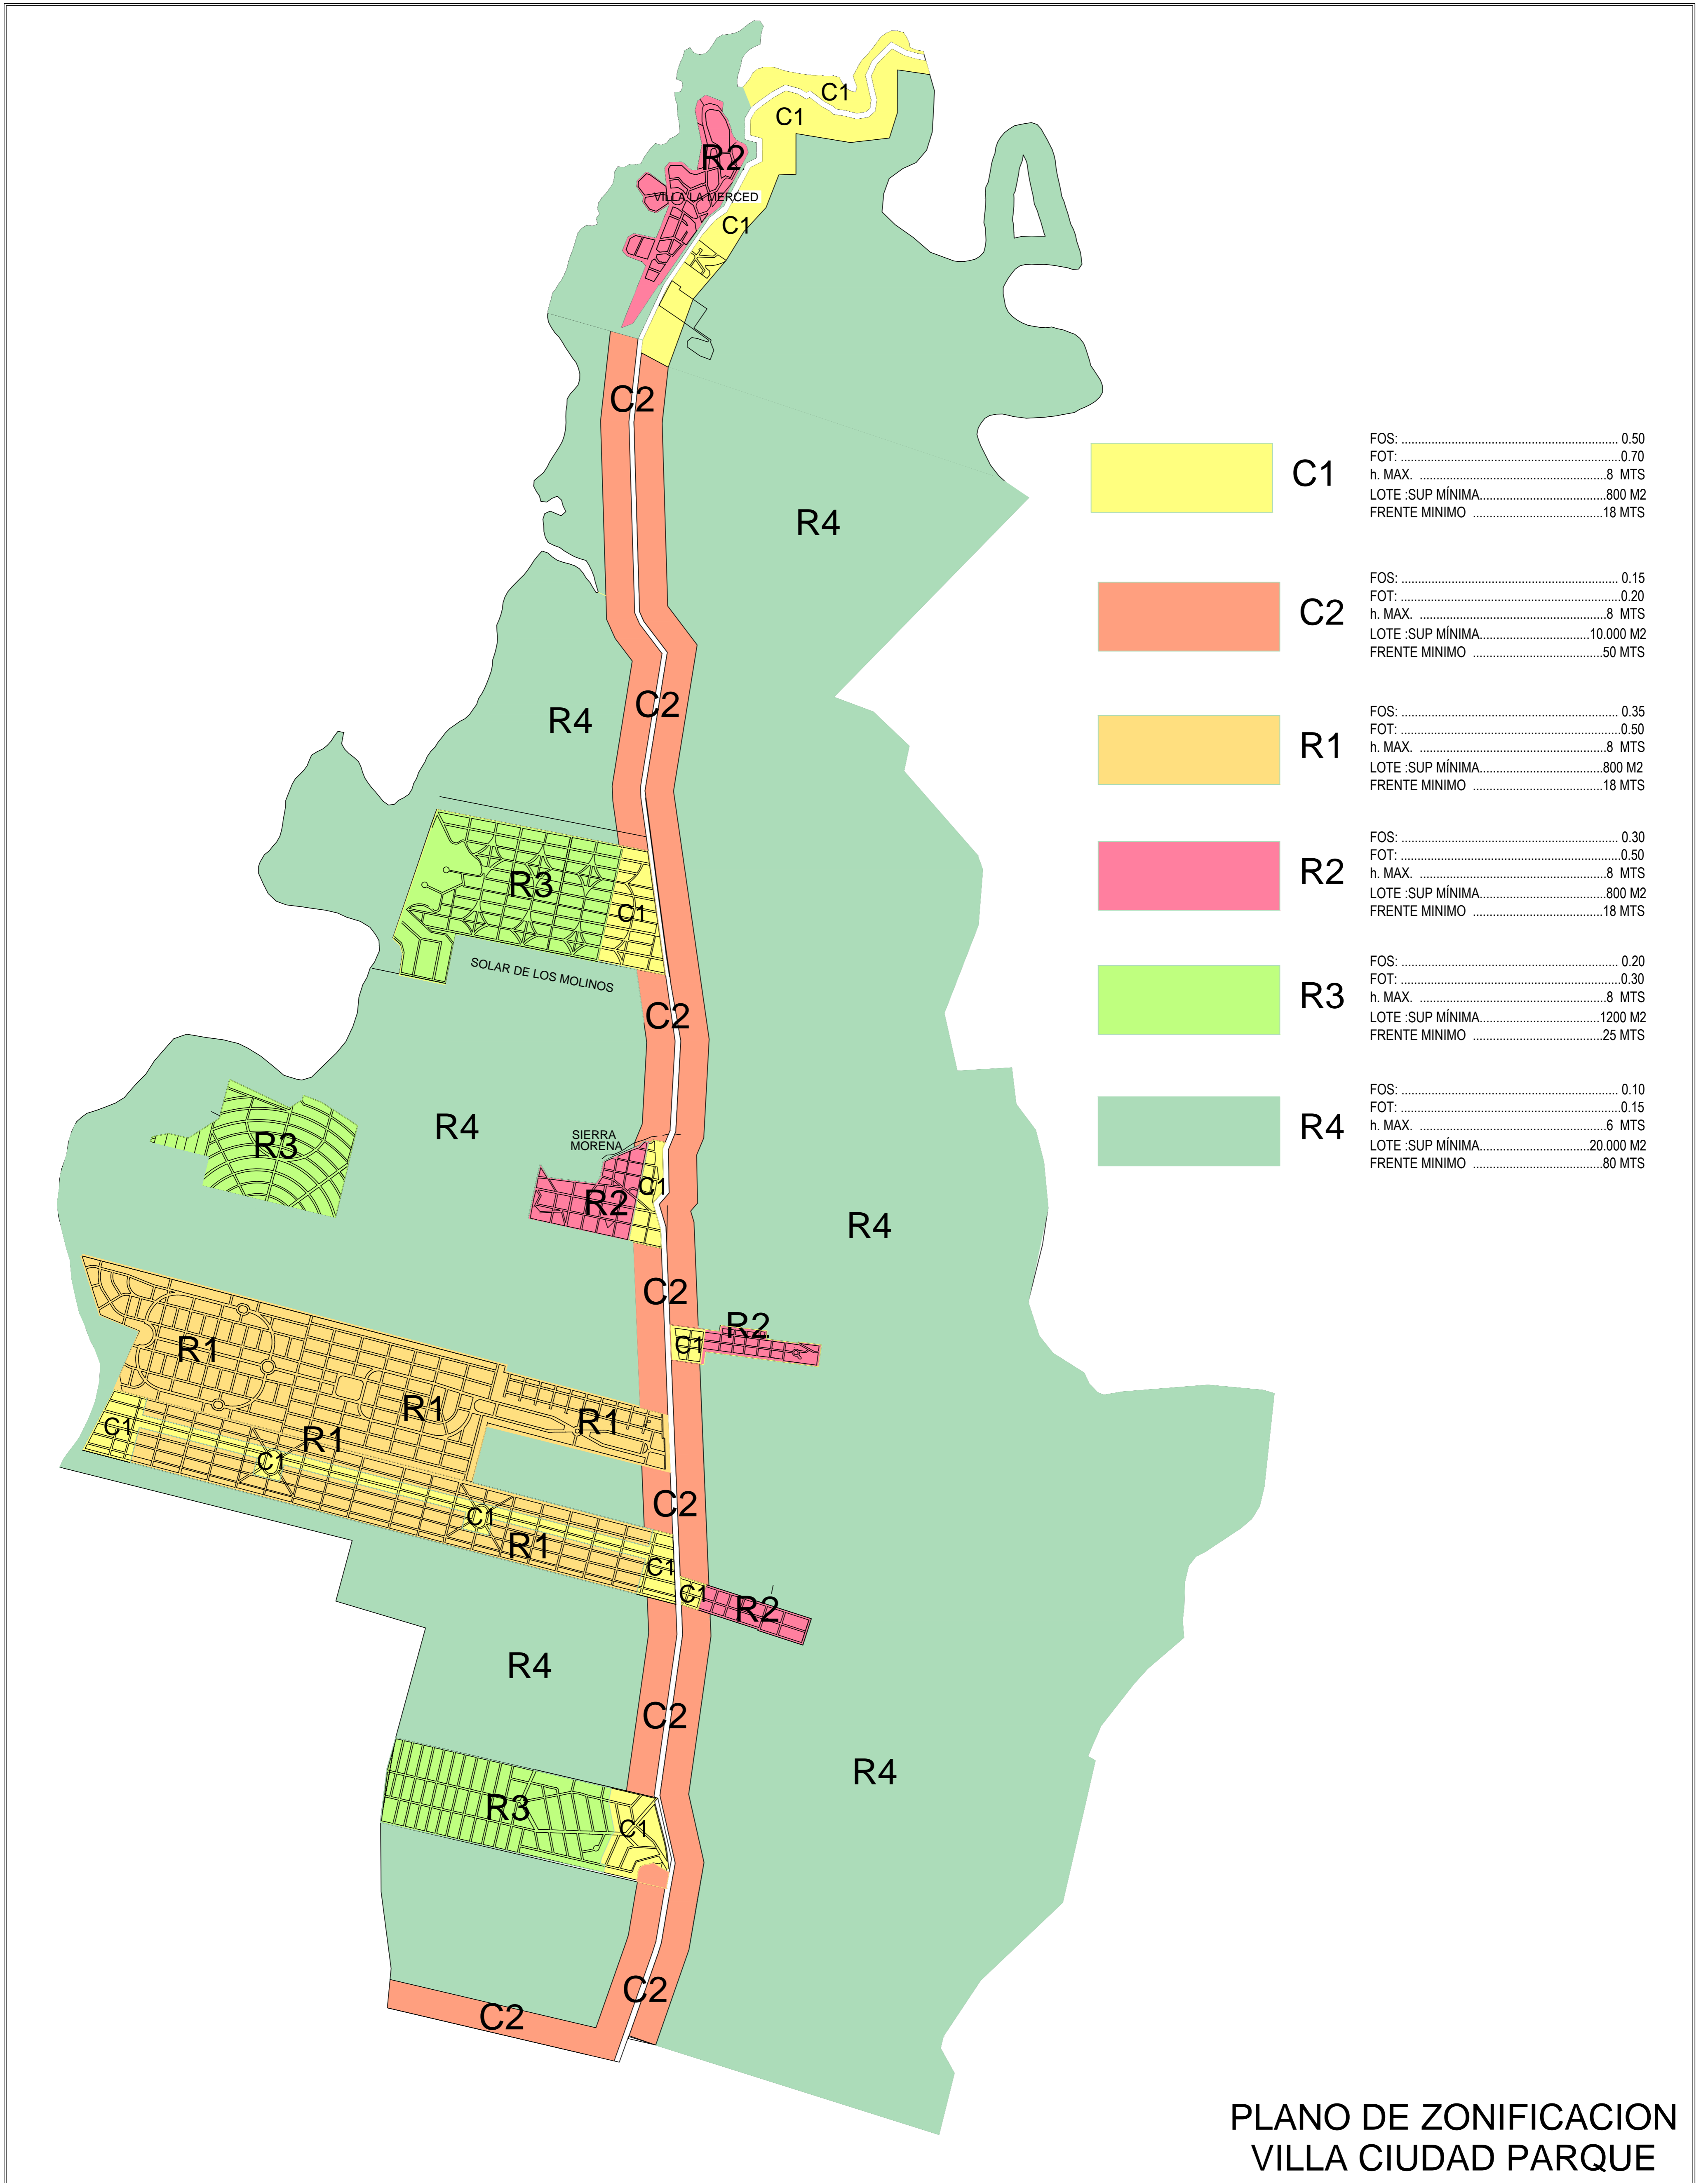 C1
C1
R2
VILLA LA MERCED
C1
C2
R4
C2
R4
R3
C1
SOLAR DE LOS MOLINOS
C2
R4
R3
SIERRA
MORENA
C1
R2
R4
C2
R2
C1
R1
R1
R1
R1
C1
C1
C1
C2
R1
C1
C1
R2
R4
C2
R4
R3
C1
C2
C2
C1
FOS: ................................................................. 0.50
FOT: ..................................................................0.70
h. MAX. ........................................................8 MTS
LOTE :SUP MÍNIMA......................................800 M2
FRENTE MINIMO .......................................18 MTS
C2
FOS: ................................................................. 0.15
FOT: ..................................................................0.20
h. MAX. ........................................................8 MTS
LOTE :SUP MÍNIMA.................................10.000 M2
FRENTE MINIMO .......................................50 MTS
R1
FOS: ................................................................. 0.35
FOT: ..................................................................0.50
h. MAX. ........................................................8 MTS
LOTE :SUP MÍNIMA.....................................800 M2
FRENTE MINIMO .......................................18 MTS
R2
FOS: ................................................................. 0.30
FOT: ..................................................................0.50
h. MAX. ........................................................8 MTS
LOTE :SUP MÍNIMA......................................800 M2
FRENTE MINIMO .......................................18 MTS
R3
FOS: ................................................................. 0.20
FOT: ..................................................................0.30
h. MAX. ........................................................8 MTS
LOTE :SUP MÍNIMA....................................1200 M2
FRENTE MINIMO .......................................25 MTS
R4
FOS: ................................................................. 0.10
FOT: ..................................................................0.15
h. MAX. ........................................................6 MTS
LOTE :SUP MÍNIMA.................................20.000 M2
FRENTE MINIMO .......................................80 MTS
PLANO DE ZONIFICACION
VILLA CIUDAD PARQUE